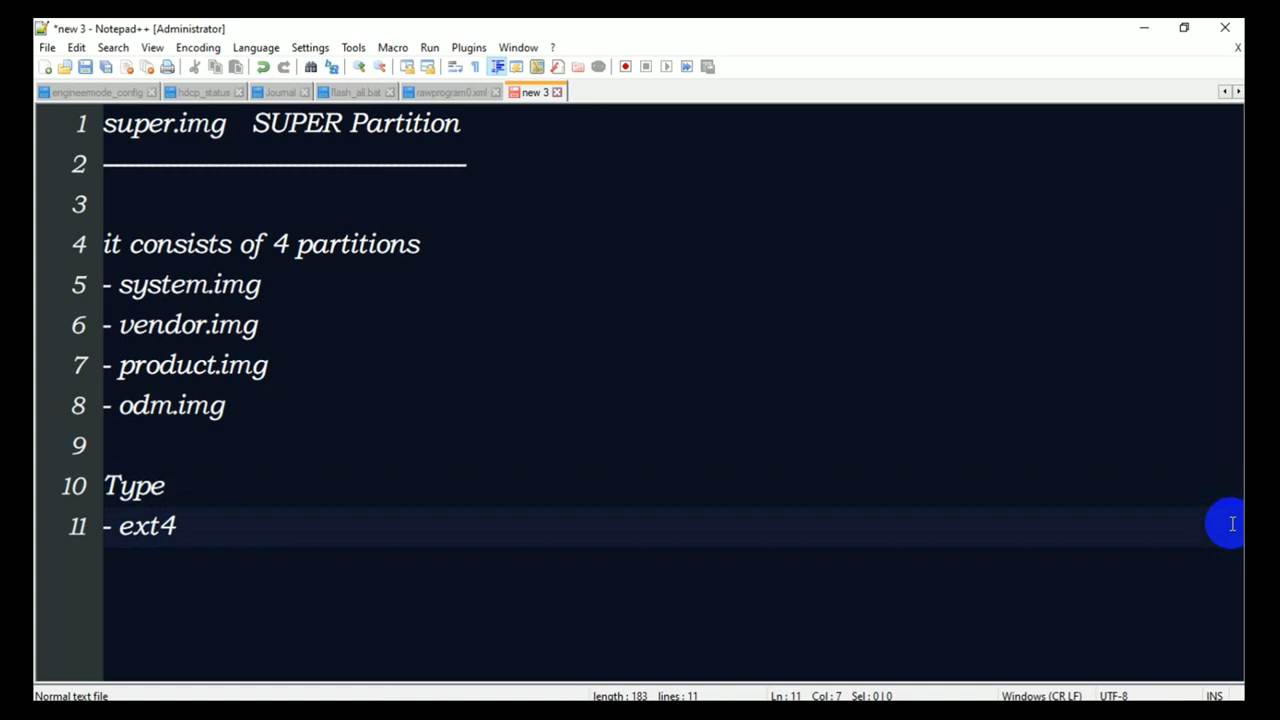 *new 3 - Notepad++ [Administrator]
File Edit Search View Encoding Language Settings Tools Macro Run Plugins Window ? X
engineermode_config hdcp_status Journal flash_all.bat rawprogram0.xml new 3
1 super.img SUPER Partition
2 ----------------------------------------
3
4 it consists of 4 partitions
5 - system.img
6 - vendor.img
7 - product.img
8 - odm.img
9
10 Type
11 - ext4
Normal text file length : 183 lines : 11 Ln : 11 Col : 7 Sel : 0 | 0 Windows (CR LF) UTF-8 INS